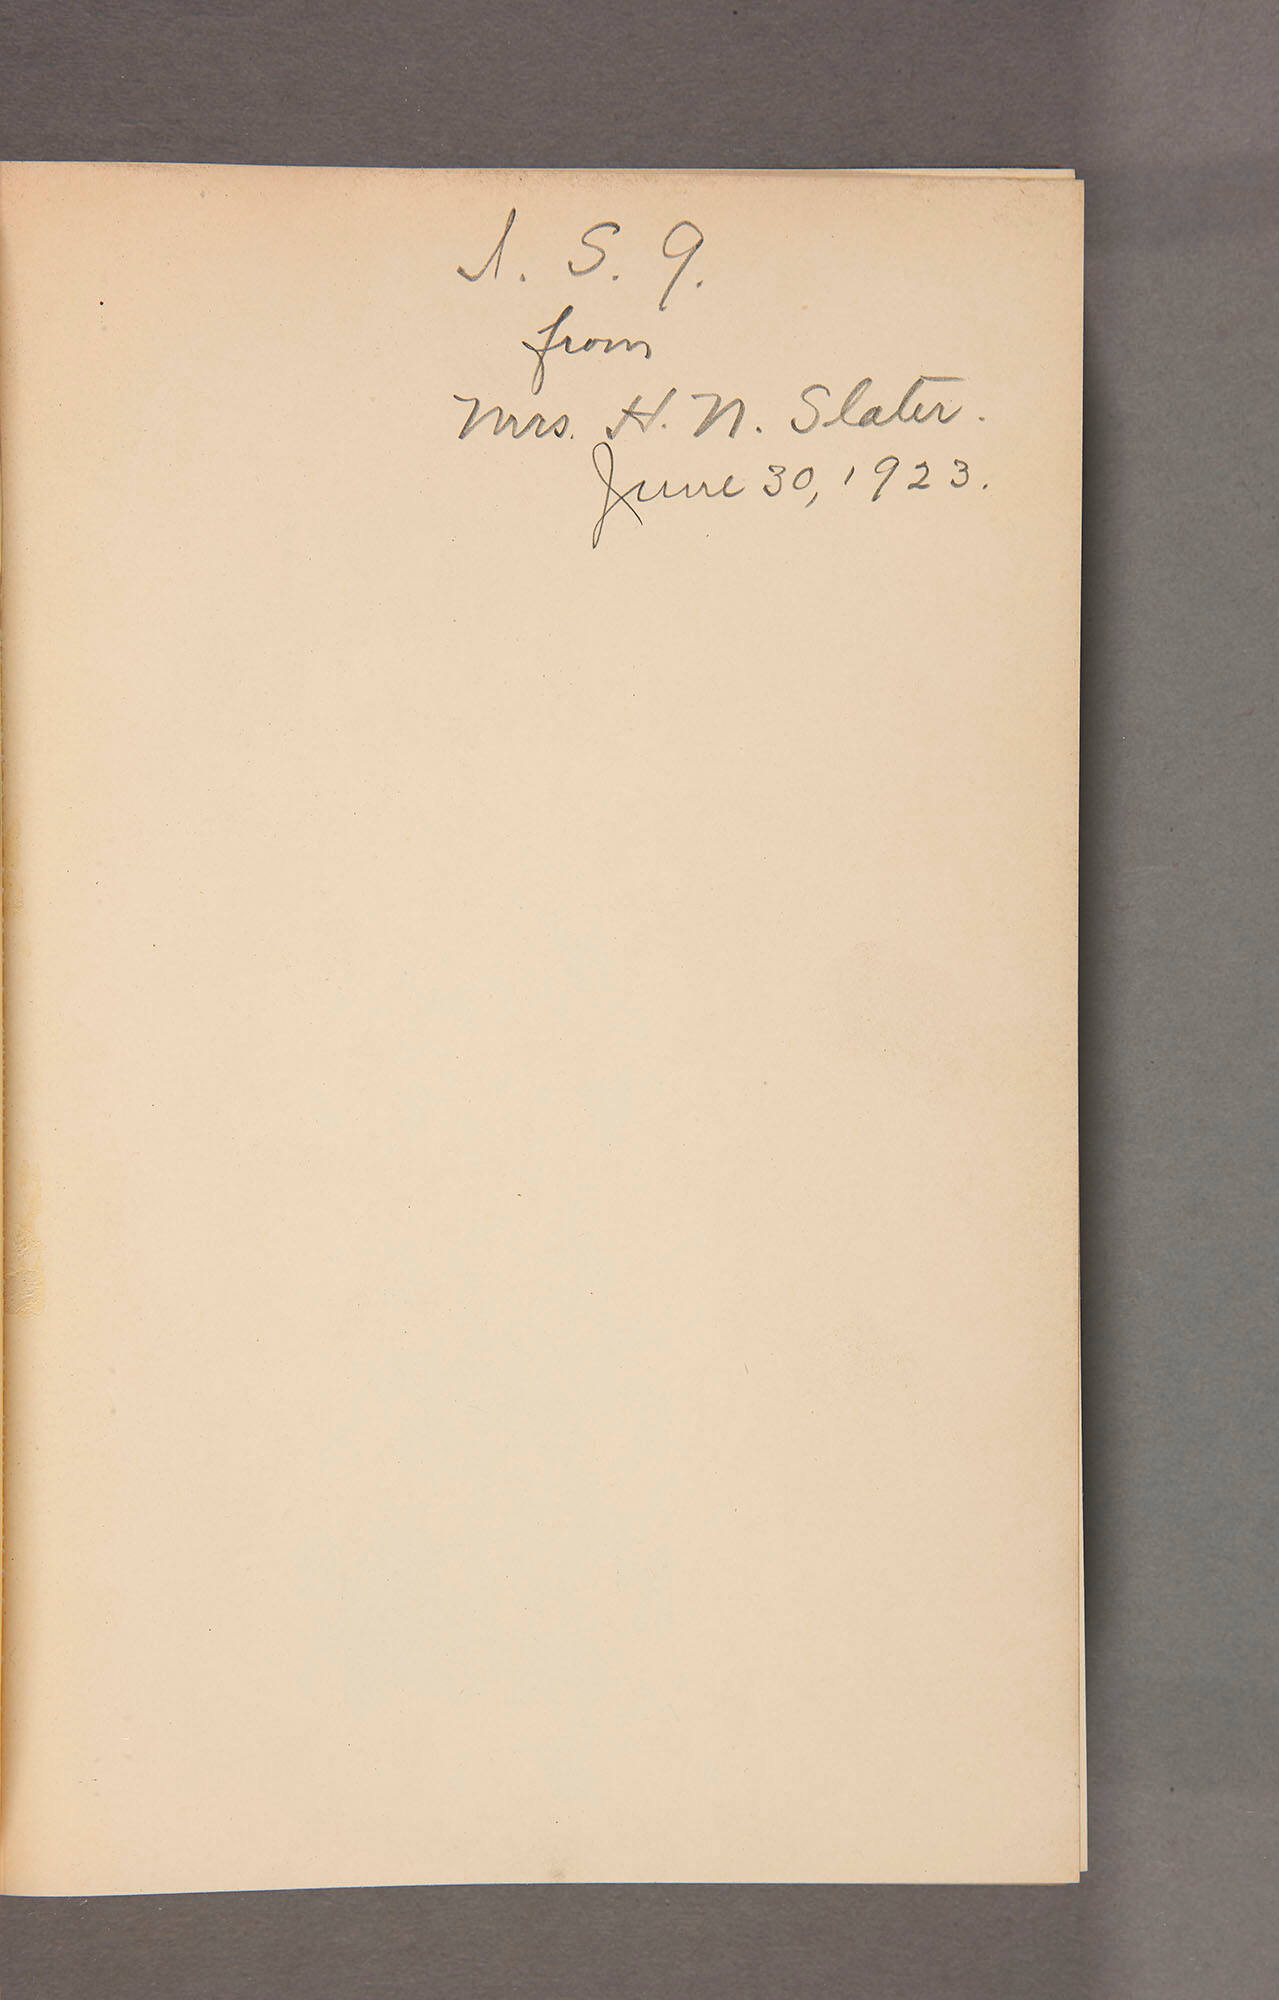 I. S. G.
from
Mrs. H. N. Slater.
June 30, 1923.